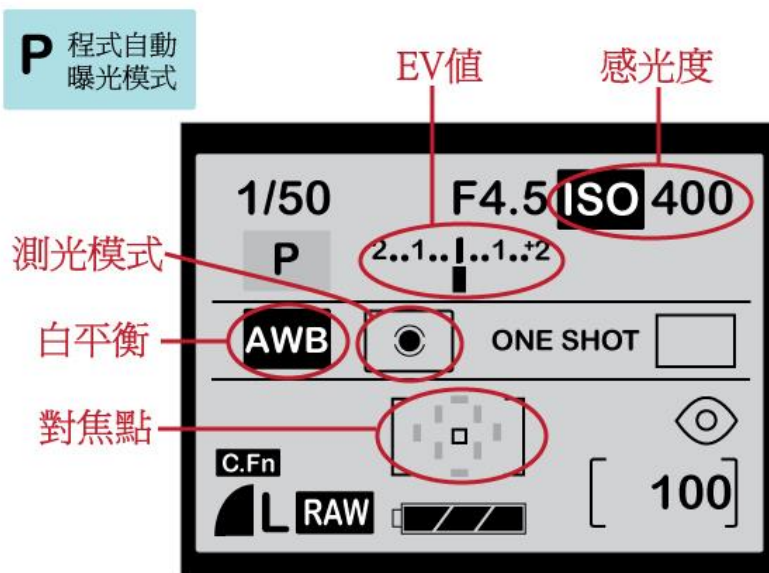 P 程式自動
曝光模式
EV值
感光度
1/50
F4.5 ISO 400
P
2..1..|..1..+2
測光模式
白平衡
AWB
ONE SHOT
對焦點
C.Fn
L RAW
[ 100]